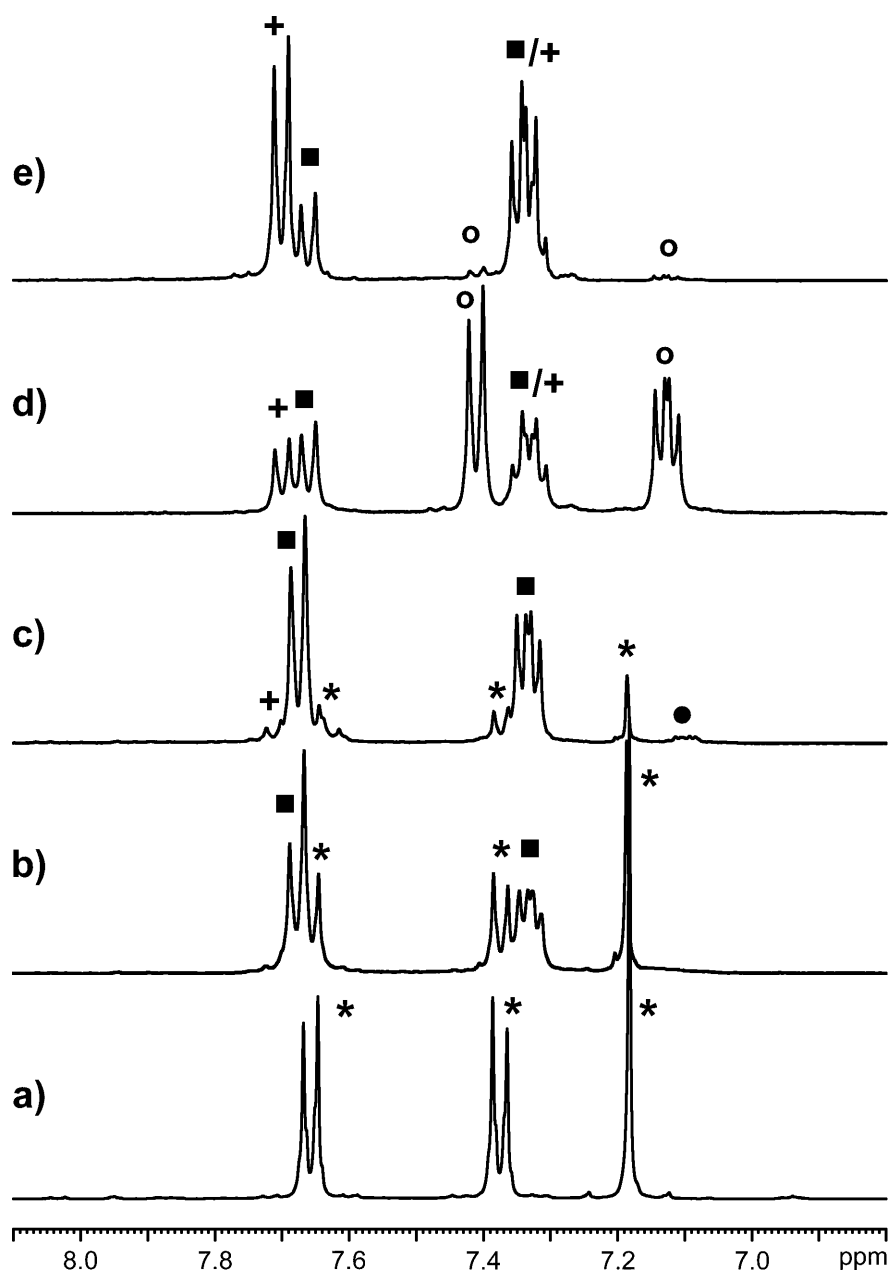 + ■/+
e) ■ o o
o
■/+ o
d) + ■
■ ■
c) + * * * ●
■ *
b) * * ■
a) * * *
8.0 7.8 7.6 7.4 7.2 7.0 ppm